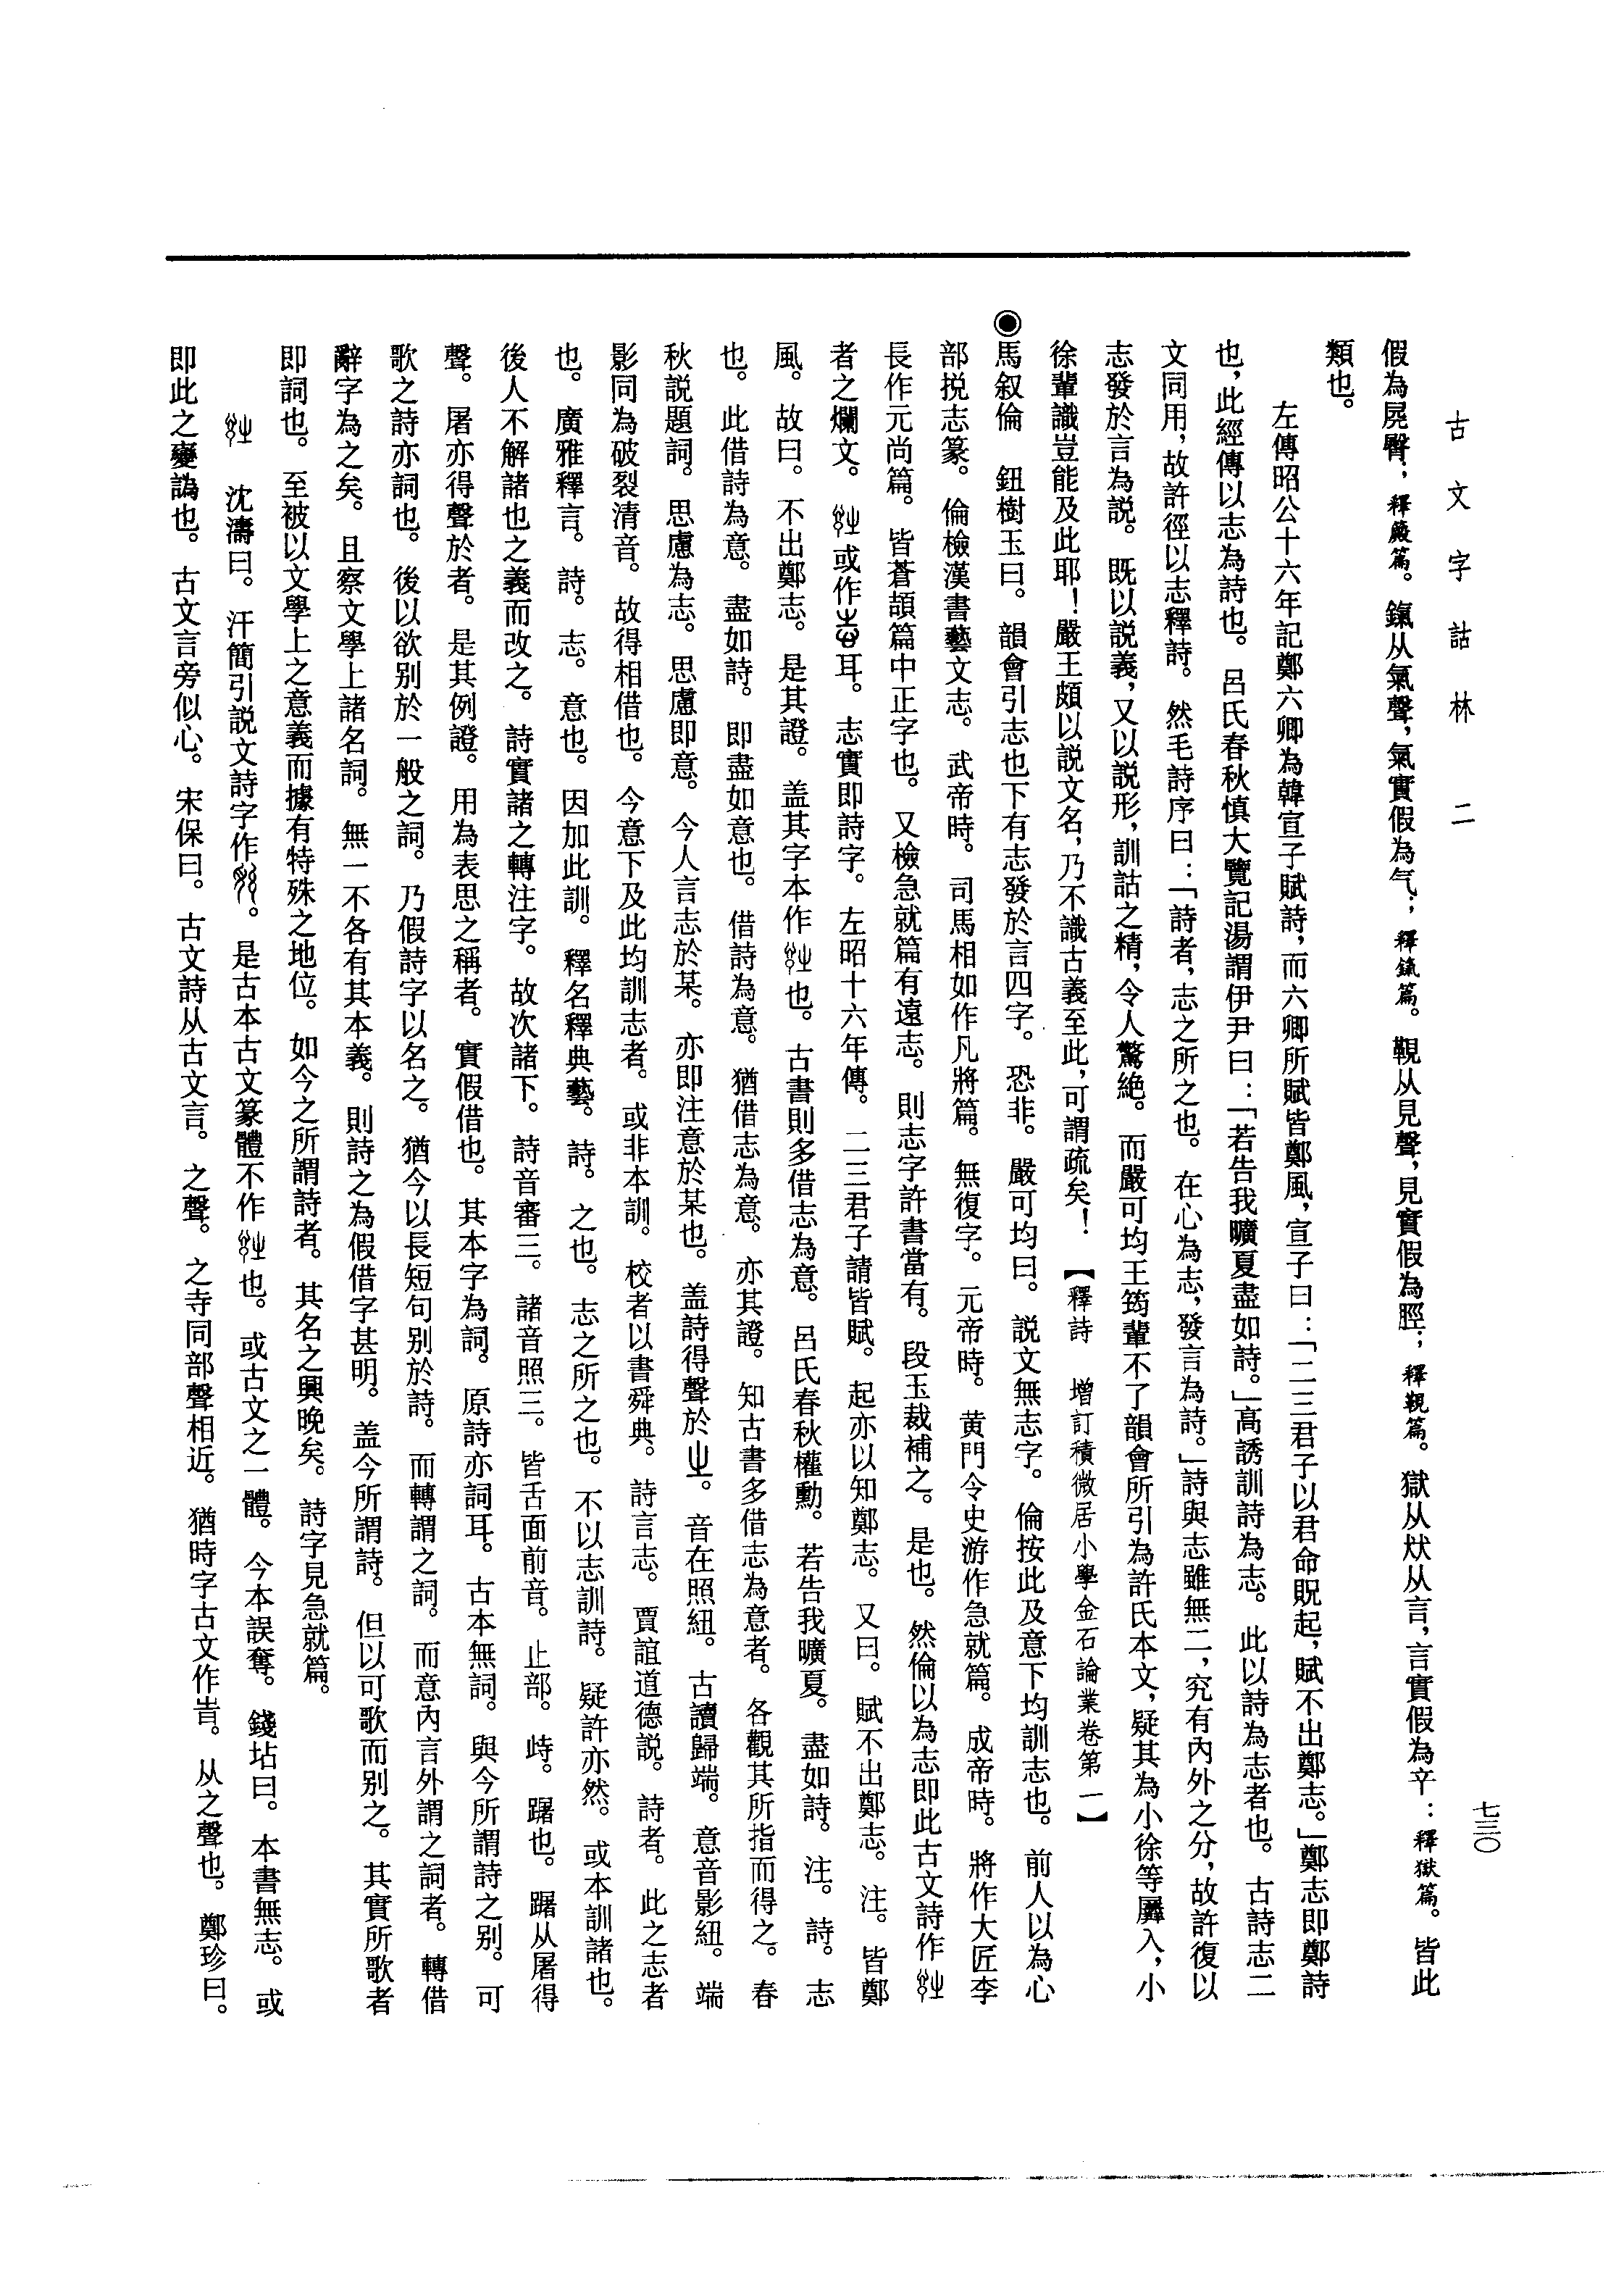 古文字詁林　二
七三〇
假為屍臀；釋簽篇。鎎从氣聲，氣實假為气；釋鎎篇。靚从見聲，見實假為脛；釋靚篇。獄从㹜从言，言實假為辛：釋獄篇。皆此
類也。
左傳昭公十六年記鄭六卿為韓宣子賦詩，而六卿所賦皆鄭風，宣子曰：「二三君子以君命貺起，賦不出鄭志。」鄭志即鄭詩
也，此經傳以志為詩也。呂氏春秋慎大覽記湯謂伊尹曰：「若告我曠夏盡如詩。」高誘訓詩為志。此以詩為志者也。古詩志二
文同用，故許徑以志釋詩。然毛詩序曰：「詩者，志之所之也。在心為志，發言為詩。」詩與志雖無二，究有內外之分，故許復以
志發於言為説。既以説義，又以説形，訓詁之精，令人驚絶。而嚴可均王筠輩不了韻會所引為許氏本文，疑其為小徐等羼入，小
徐輩識豈能及此耶！嚴王頗以説文名，乃不識古義至此，可謂疏矣！【釋詩　增訂積微居小學金石論業卷第一】
◉馬叙倫　鈕樹玉曰。韻會引志也下有志發於言四字。恐非。嚴可均曰。説文無志字。倫按此及意下均訓志也。前人以為心
部挩志篆。倫檢漢書藝文志。武帝時。司馬相如作凡將篇。無復字。元帝時。黄門令史游作急就篇。成帝時。將作大匠李
長作元尚篇。皆蒼頡篇中正字也。又檢急就篇有遠志。則志字許書當有。段玉裁補之。是也。然倫以為志即此古文詩作
者之爛文。或作耳。志實即詩字。左昭十六年傳。二三君子請皆賦。起亦以知鄭志。又曰。賦不出鄭志。注。皆鄭
風。故曰。不出鄭志。是其證。盖其字本作也。古書則多借志為意。呂氏春秋權勳。若告我曠夏。盡如詩。注。詩。志
也。此借詩為意。盡如詩。即盡如意也。借詩為意。猶借志為意。亦其證。知古書多借志為意者。各觀其所指而得之。春
秋説題詞。思慮為志。思慮即意。今人言志於某。亦即注意於某也。盖詩得聲於。音在照紐。古讀歸端。意音影紐。端
影同為破裂清音。故得相借也。今意下及此均訓志者。或非本訓。校者以書舜典。詩言志。賈誼道德説。詩者。此之志者
也。廣雅釋言。詩。志。意也。因加此訓。釋名釋典藝。詩。之也。志之所之也。不以志訓詩。疑許亦然。或本訓諸也。
後人不解諸也之義而改之。詩實諸之轉注字。故次諸下。詩音審三。諸音照三。皆舌面前音。止部。歭。䠧也。䠧从屠得
聲。屠亦得聲於者。是其例證。用為表思之稱者。實假借也。其本字為詞。原詩亦詞耳。古本無詞。與今所謂詩之別。可
歌之詩亦詞也。後以欲別於一般之詞。乃假詩字以名之。猶今以長短句別於詩。而轉謂之詞。而意內言外謂之詞者。轉借
辭字為之矣。且察文學上諸名詞。無一不各有其本義。則詩之為假借字甚明。盖今所謂詩。但以可歌而別之。其實所歌者
即詞也。至被以文學上之意義而據有特殊之地位。如今之所謂詩者。其名之興晚矣。詩字見急就篇。
沈濤曰。汗簡引説文詩字作。是古本古文篆體不作也。或古文之一體。今本誤奪。錢坫曰。本書無志。或
即此之變譌也。古文言旁似心。宋保曰。古文詩从古文言。之聲。之寺同部聲相近。猶時字古文作旹。从之聲也。鄭珍曰。